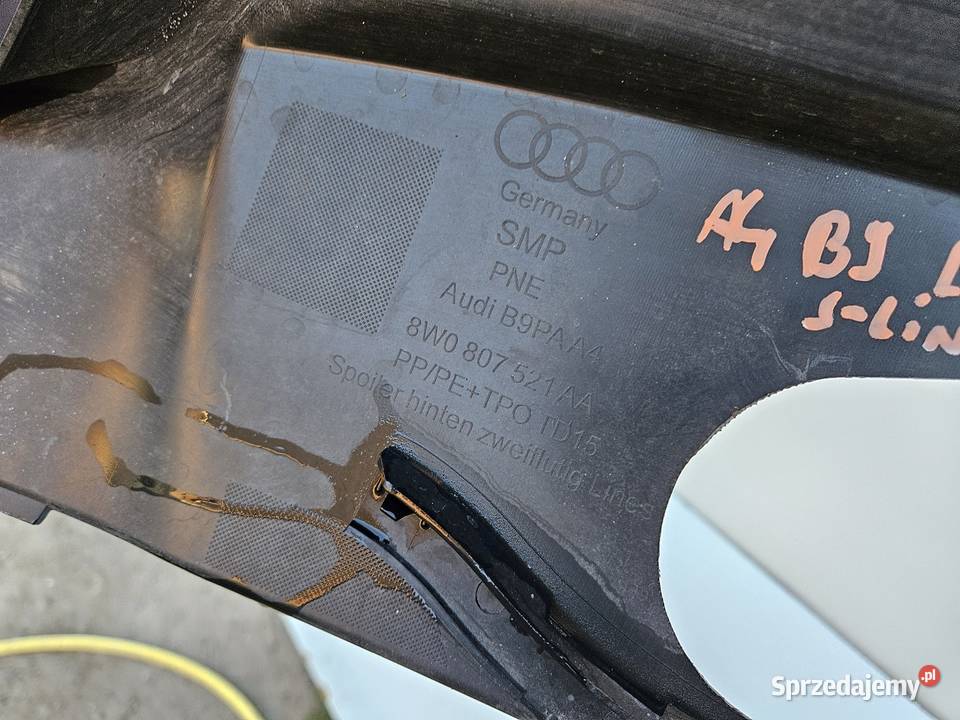 Germany
SMP
PNE
Audi B9PA A4
8W0 807 521 AA
PP/PE+TPO TD15
Spoiler hinten zweiflutig Lines
A4 B9
S-LIN
Sprzedajemy.pl